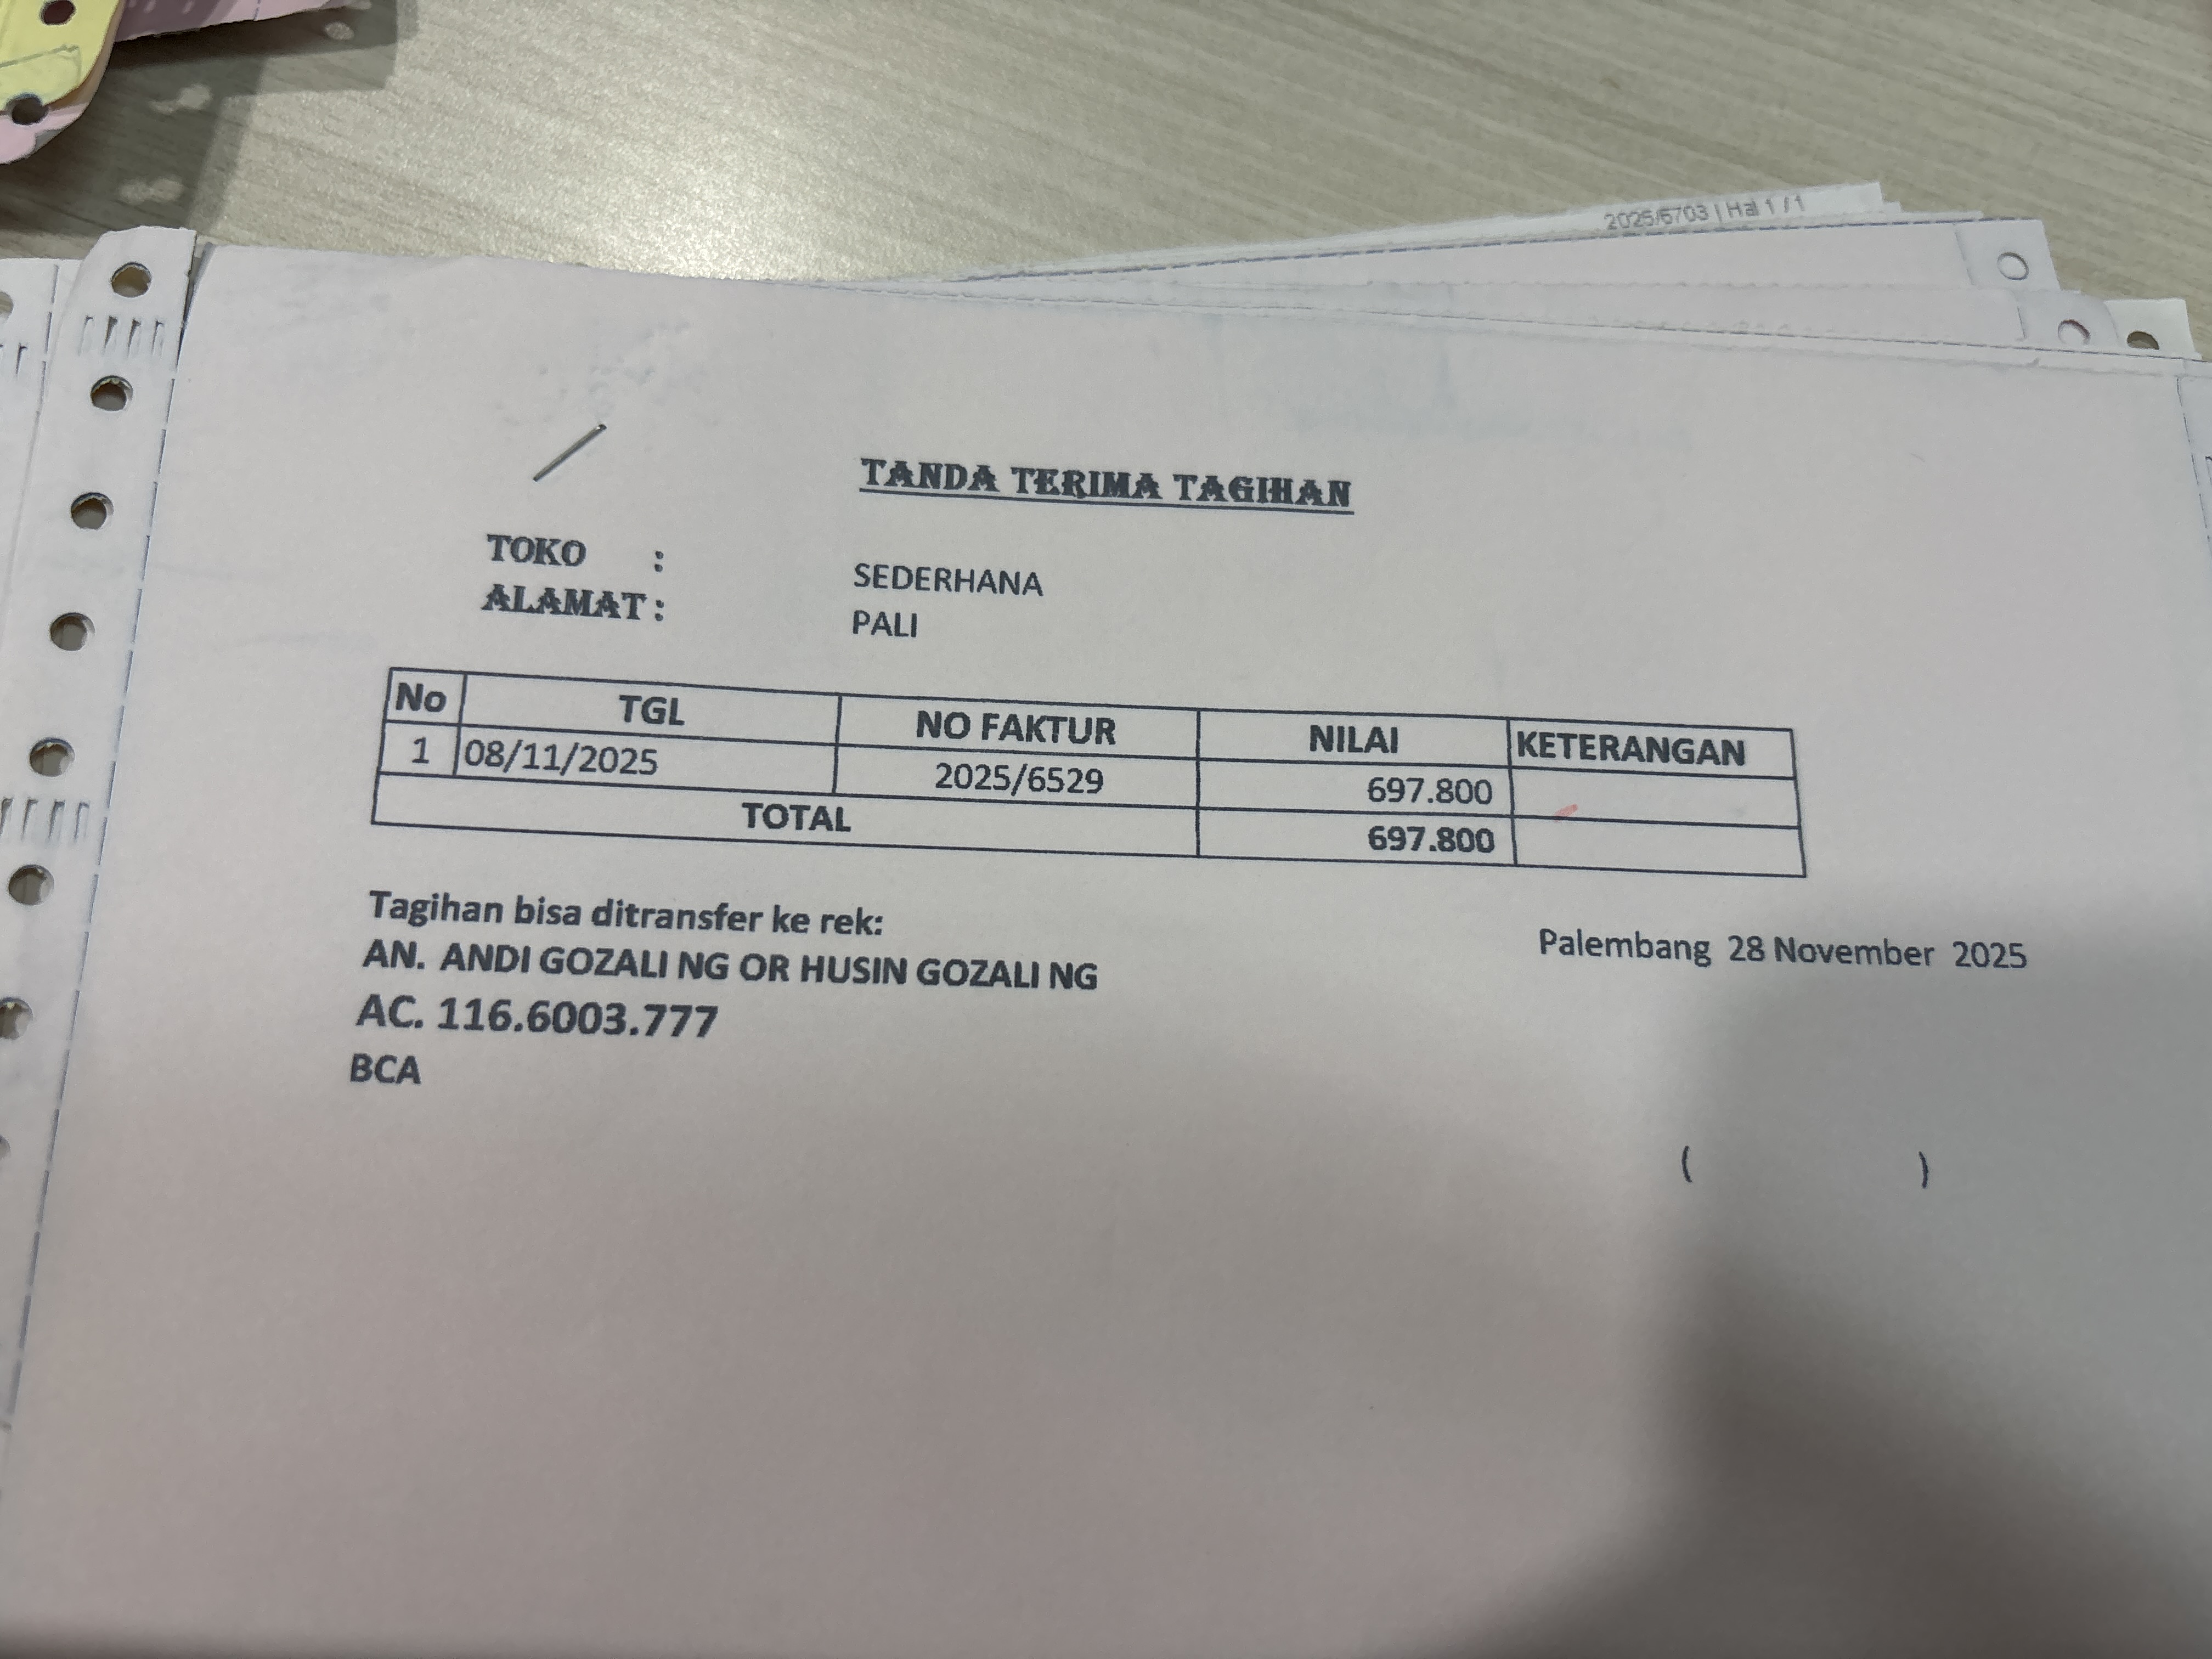 2025/6703 | Hal 1 / 1
TANDA TERIMA TAGIHAN
TOKO : SEDERHANA
ALAMAT : PALI
No TGL NO FAKTUR NILAI KETERANGAN
1 08/11/2025 2025/6529 697.800
TOTAL 697.800
Tagihan bisa ditransfer ke rek:
AN. ANDI GOZALI NG OR HUSIN GOZALI NG
AC. 116.6003.777
BCA
Palembang 28 November 2025
( )